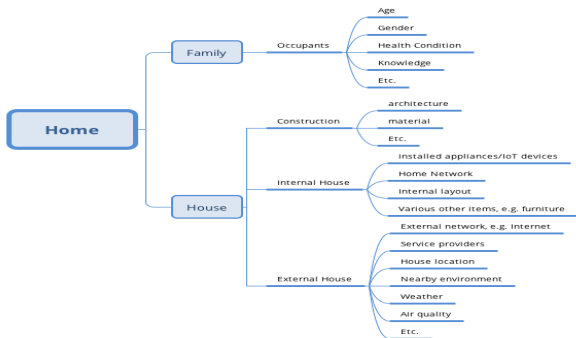 Home
Family
Occupants
Age
Gender
Health Condition
Knowledge
Etc.
House
Construction
architecture
material
Etc.
Internal House
Installed appliances/IoT devices
Home Network
Internal layout
Various other items, e.g. furniture
External House
External network, e.g. Internet
Service providers
House location
Nearby environment
Weather
Air quality
Etc.